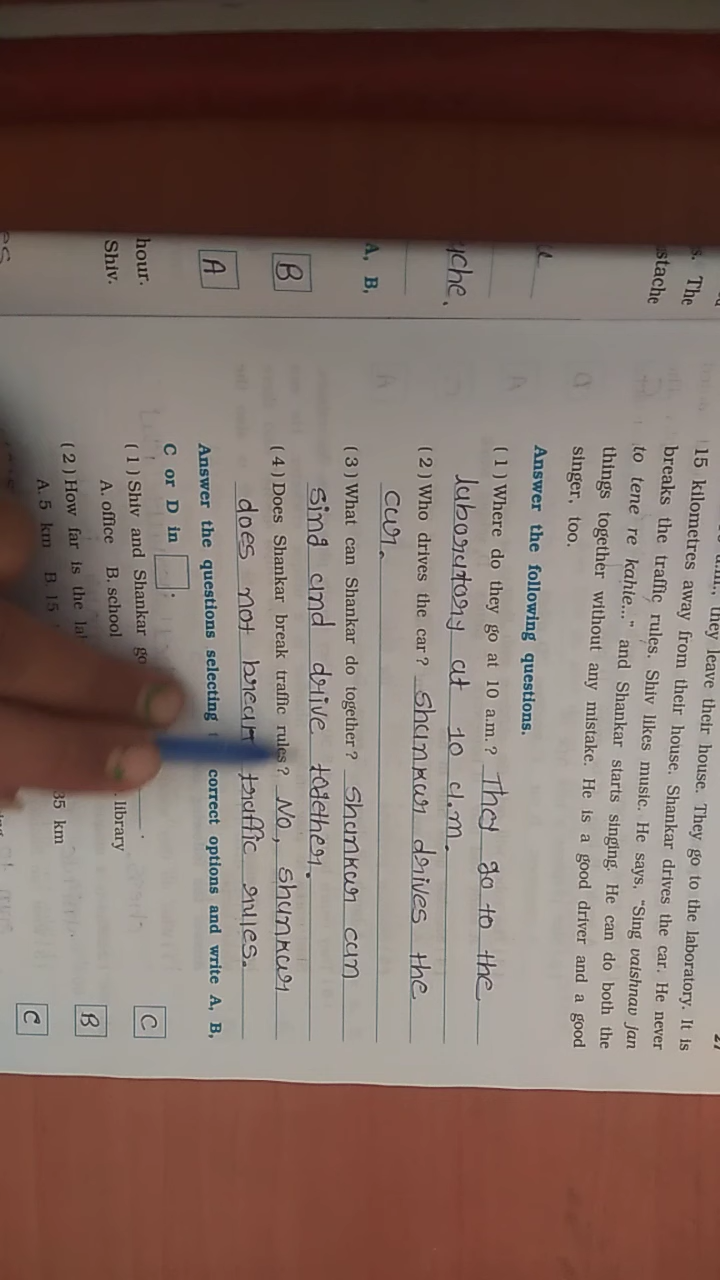 they leave their house. They go to the
15 kilometres away from their house. laboratory. It is
breaks the traffic rules. Shankar drives the car. He never
to tene re kahie..." and Shiv likes music. He says, "Sing vaishnav jan
things together without any mistake. Shankar starts singing. He can do both the
singer, too. He is a good driver and a good
Answer the following questions.
(1) Where do they go at 10 a.m.? They go to the
laboratory at 10 a.m.
(2) Who drives the car? Shankar drives the
car.
(3) What can Shankar do together? Shankar can
sing and drive together.
(4) Does Shankar break traffic rules? No, Shankar
does not break traffic rules.
Answer the questions selecting correct options and write A, B,
C or D in .
(1) Shiv and Shankar go
A. office B. school library
C
(2) How far is the
B
A. 5 km B 15 35 km
C
s. The
stache
yche.
A, B,
B
A
hour.
Shiv.